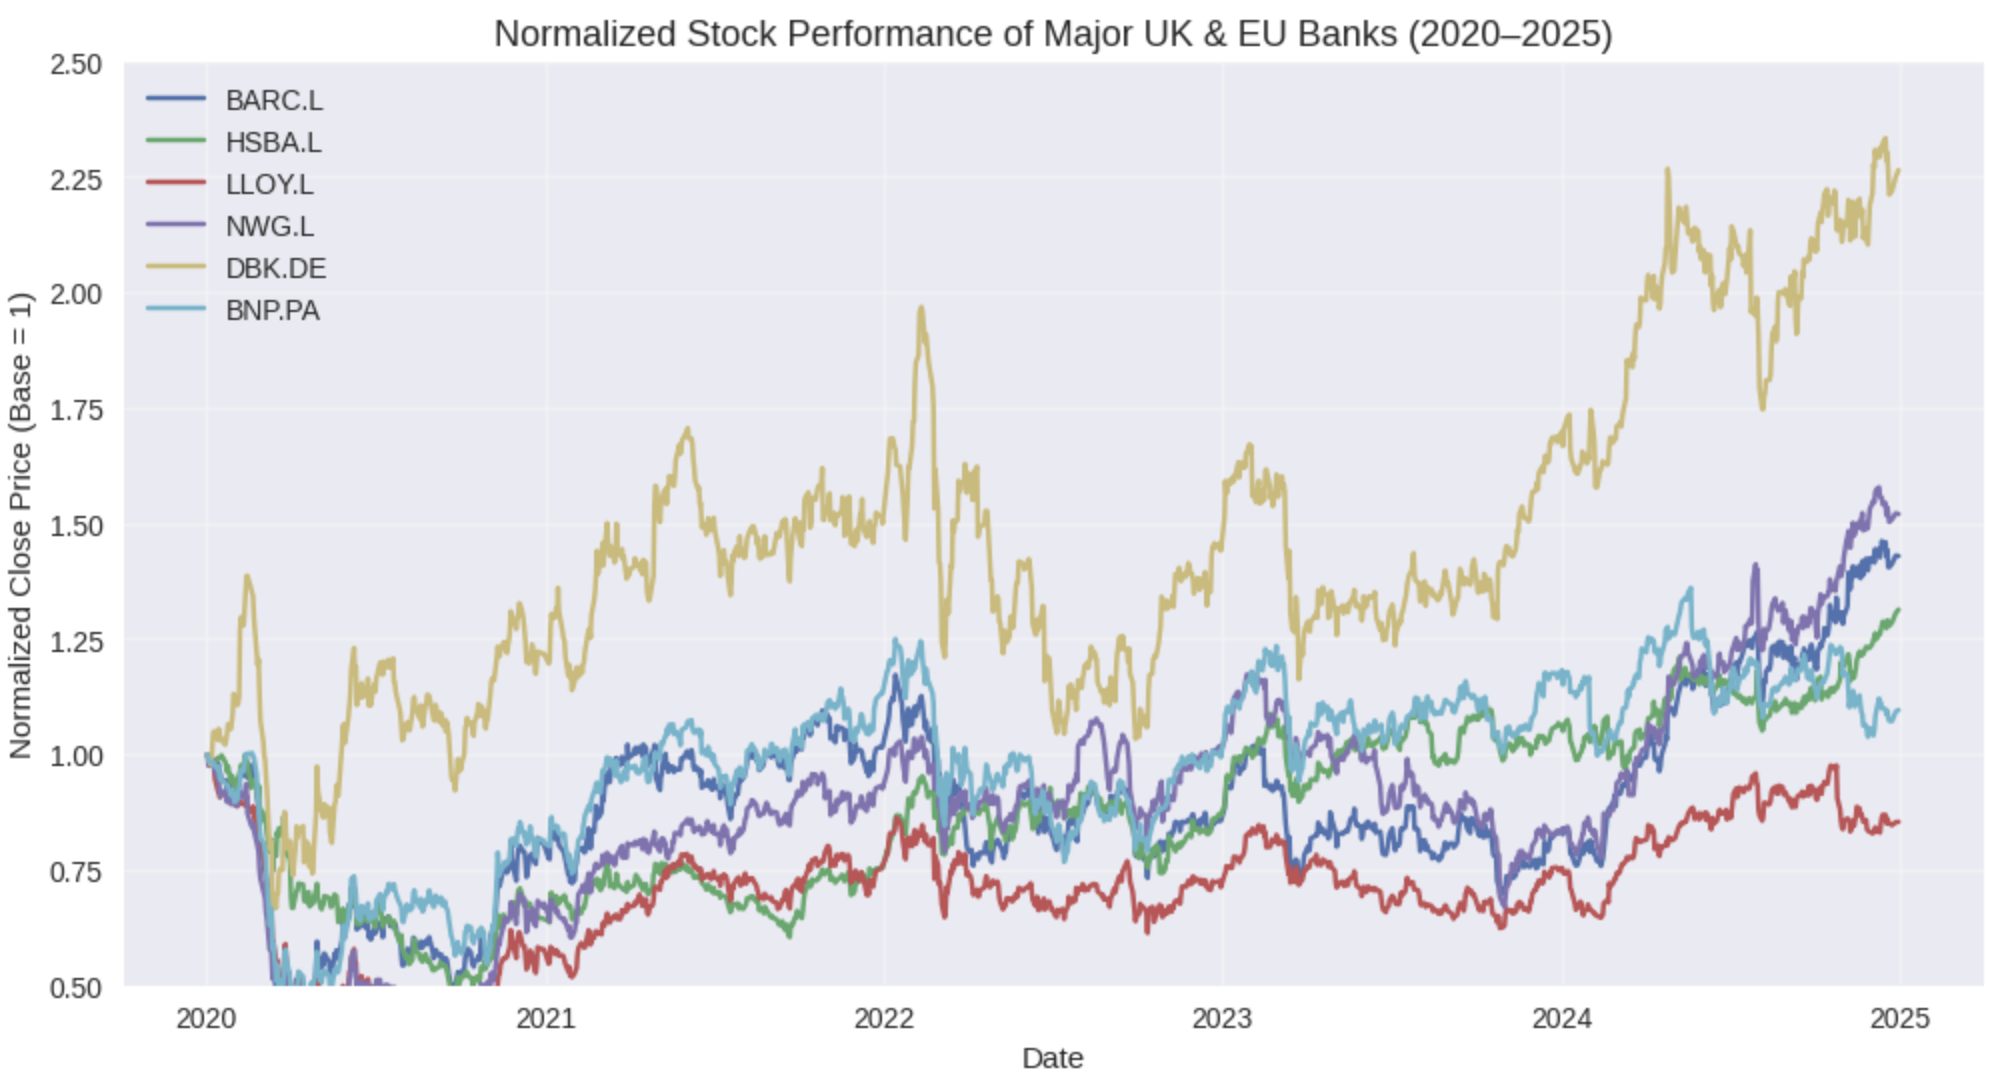 Normalized Stock Performance of Major UK & EU Banks (2020–2025)
Normalized Close Price (Base = 1)
2.50
2.25
2.00
1.75
1.50
1.25
1.00
0.75
0.50
BARC.L
HSBA.L
LLOY.L
NWG.L
DBK.DE
BNP.PA
2020 2021 2022 2023 2024 2025
Date